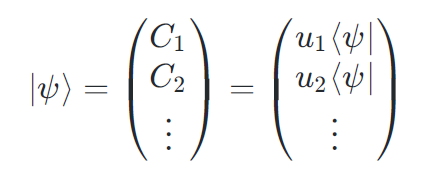 |ψ⟩ = (C₁ C₂ ⋮) = (u₁⟨ψ| u₂⟨ψ| ⋮)